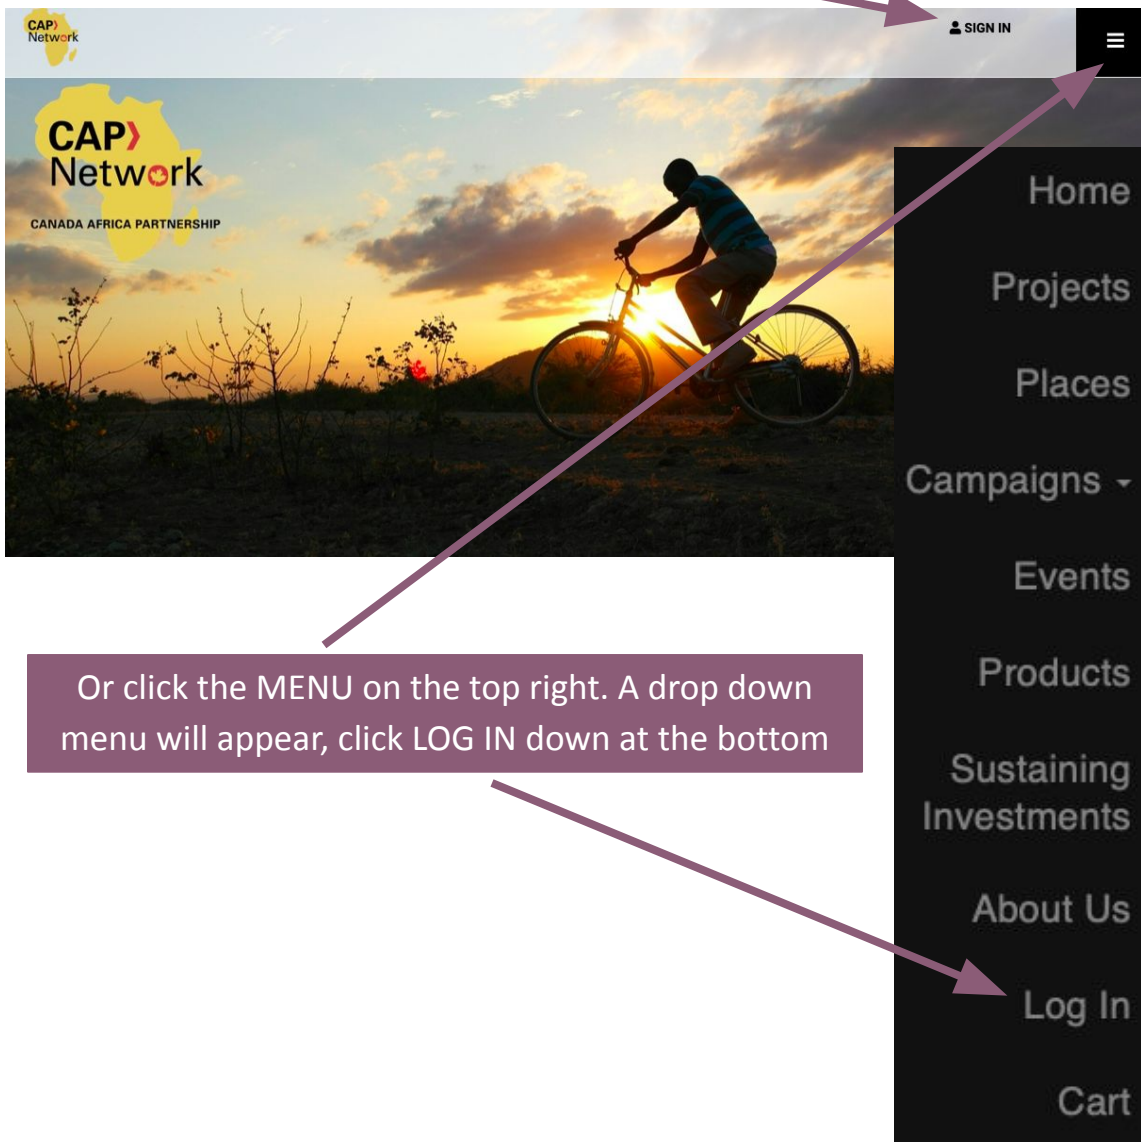 CAP
Network
SIGN IN
CAP
Network
CANADA AFRICA PARTNERSHIP
Home
Projects
Places
Campaigns
Events
Products
Sustaining
Investments
About Us
Log In
Cart
Or click the MENU on the top right. A drop down
menu will appear, click LOG IN down at the bottom